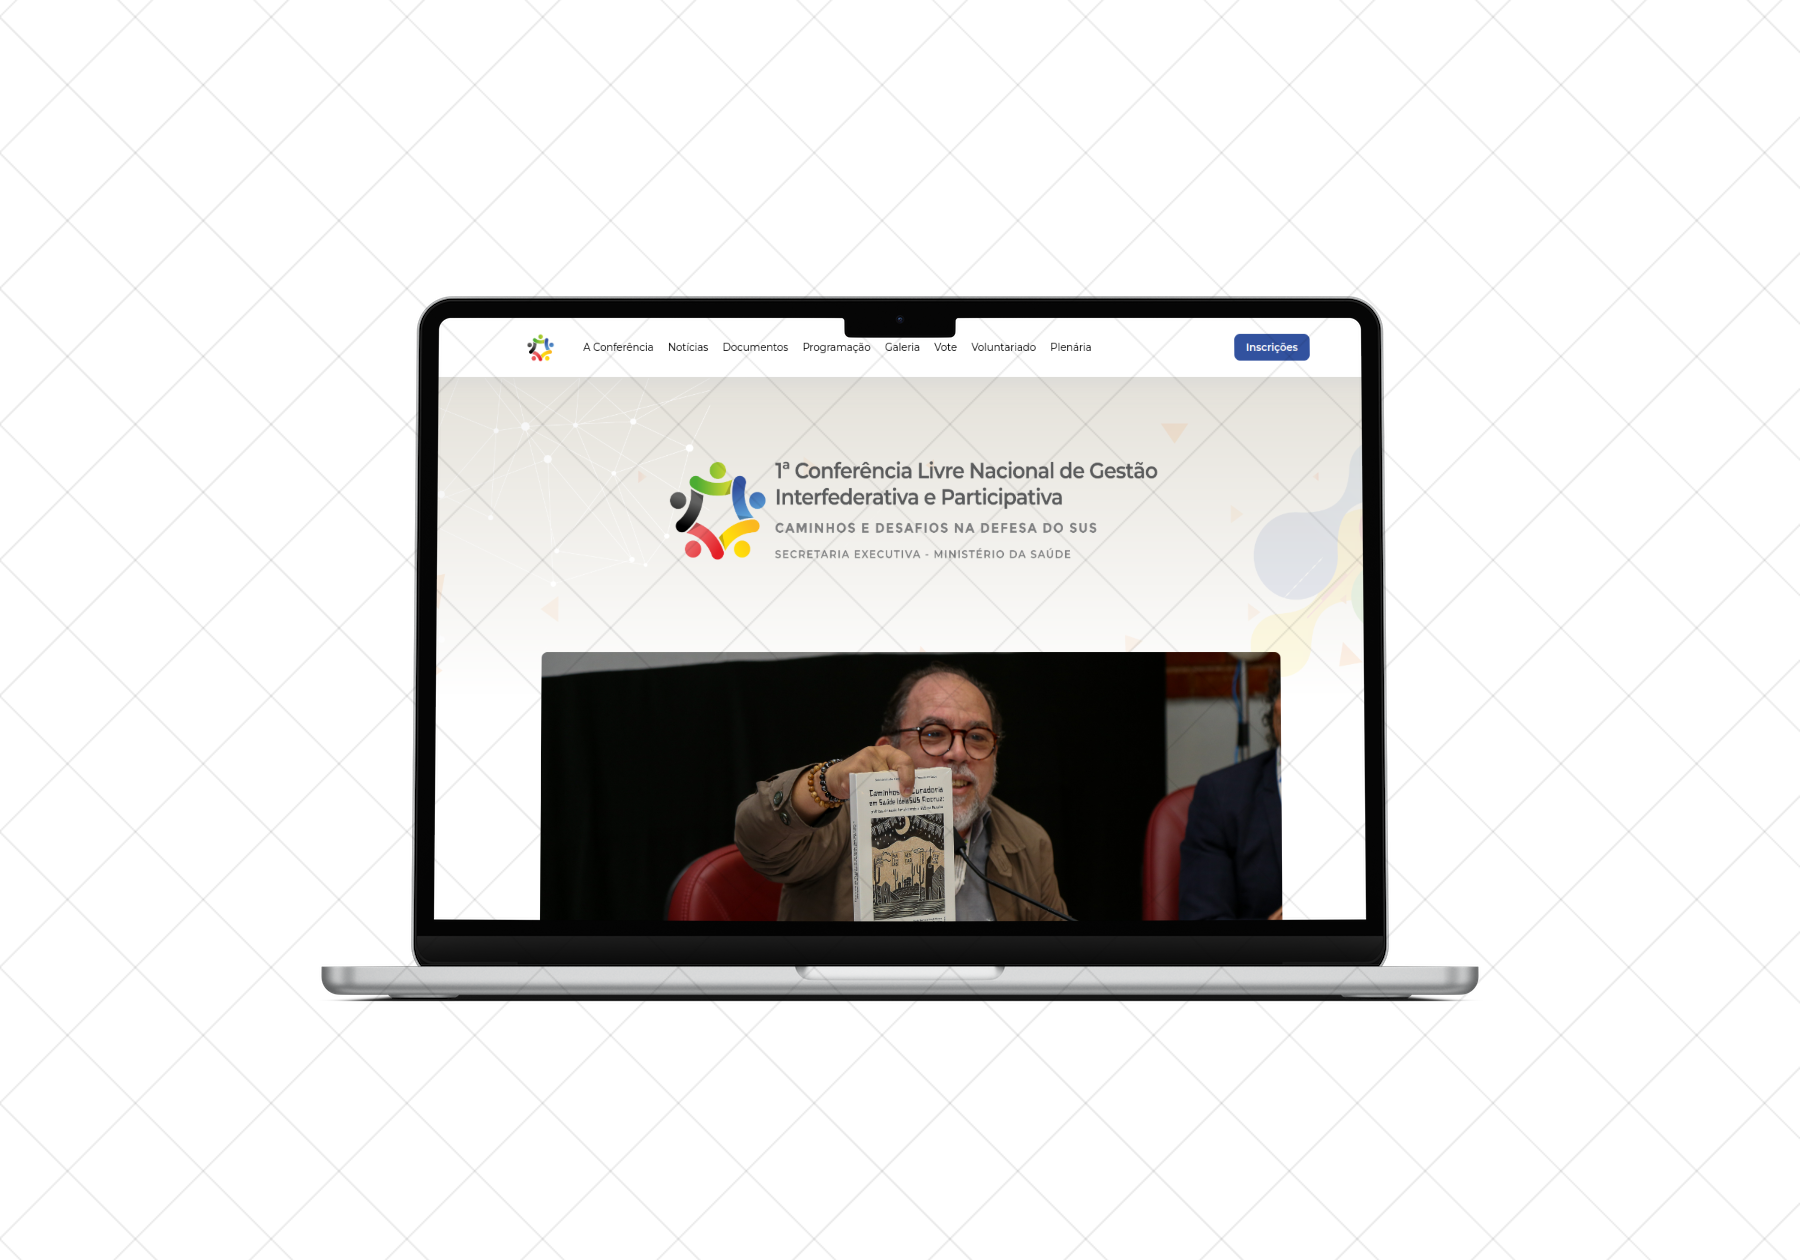 A Conferência Notícias Documentos Programação Galeria Vote Voluntariado Plenária Inscrições
1ª Conferência Livre Nacional de Gestão
Interfederativa e Participativa
CAMINHOS E DESAFIOS NA DEFESA DO SUS
SECRETARIA EXECUTIVA - MINISTÉRIO DA SAÚDE
Caminhos Curadoria
em Saúde IdeiaSUS Fiocruz: